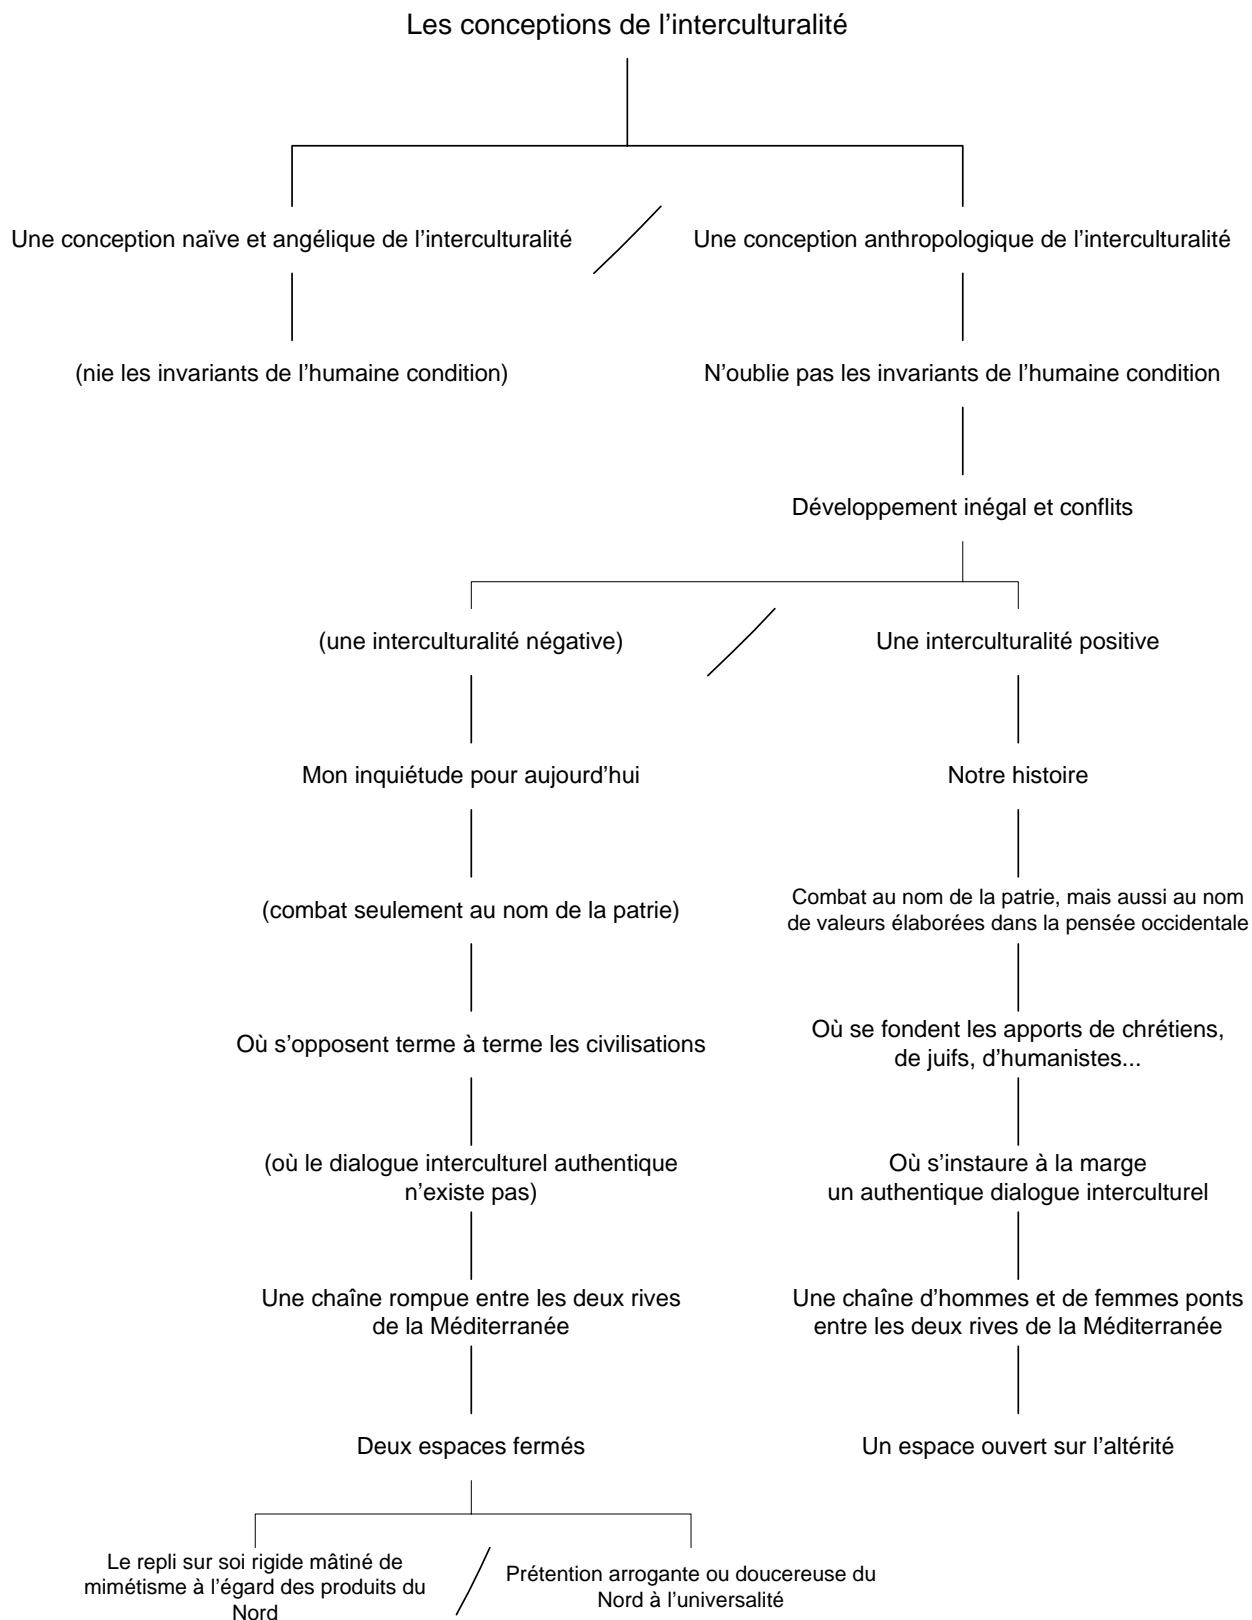 Les conceptions de l’interculturalité
Une conception naïve et angélique de l’interculturalité
Une conception anthropologique de l’interculturalité
(nie les invariants de l’humaine condition)
N’oublie pas les invariants de l’humaine condition
Développement inégal et conflits
(une interculturalité négative)
Une interculturalité positive
Mon inquiétude pour aujourd’hui
Notre histoire
(combat seulement au nom de la patrie)
Combat au nom de la patrie, mais aussi au nom
de valeurs élaborées dans la pensée occidentale
Où s’opposent terme à terme les civilisations
Où se fondent les apports de chrétiens,
de juifs, d’humanistes...
(où le dialogue interculturel authentique
n’existe pas)
Où s’instaure à la marge
un authentique dialogue interculturel
Une chaîne rompue entre les deux rives
de la Méditerranée
Une chaîne d’hommes et de femmes ponts
entre les deux rives de la Méditerranée
Deux espaces fermés
Un espace ouvert sur l’altérité
Le repli sur soi rigide mâtiné de
mimétisme à l’égard des produits du
Nord
Prétention arrogante ou doucereuse du
Nord à l’universalité